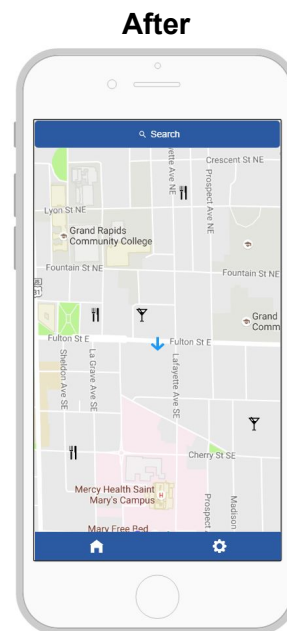 After
Search
vette Ave NE
Prospect Ave NE
Crescent St NE
Lyon St NE
Grand Rapids
Community College
Fountain St NE
Fountain St NE
31
Grand
Comm
Fulton St E
Fulton St E
Sheldon Ave SE
La Grave Ave SE
Lafayette Ave SE
Cherry St SE
Mercy Health Saint
Mary's Campus
H
Prospect A
Madison
Mary Free Bed